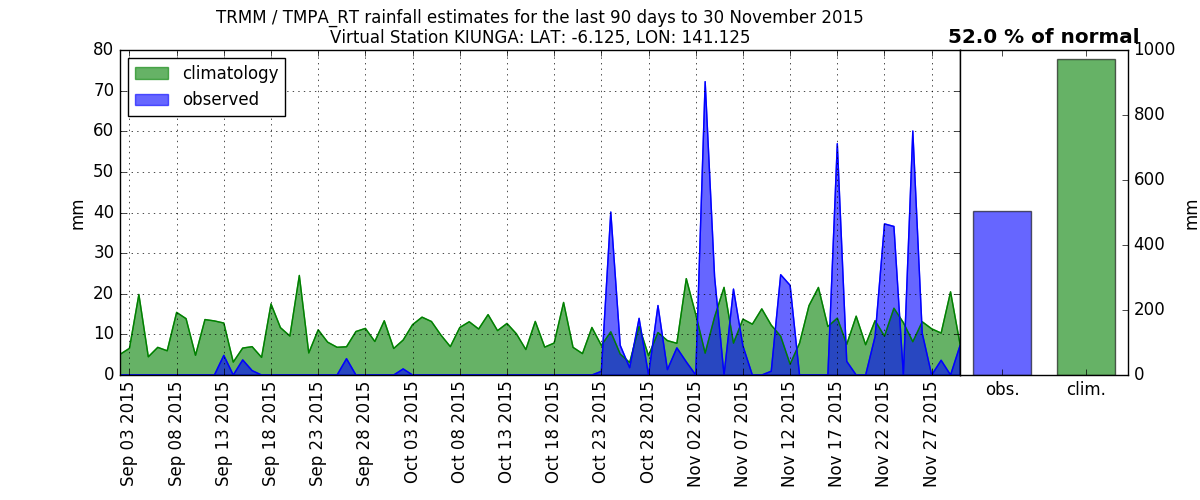 TRMM / TMPA_RT rainfall estimates for the last 90 days to 30 November 2015
Virtual Station KIUNGA: LAT: -6.125, LON: 141.125
52.0 % of normal
climatology
observed
80
70
60
50
40
30
20
10
0
mm
Sep 03 2015
Sep 08 2015
Sep 13 2015
Sep 18 2015
Sep 23 2015
Sep 28 2015
Oct 03 2015
Oct 08 2015
Oct 13 2015
Oct 18 2015
Oct 23 2015
Oct 28 2015
Nov 02 2015
Nov 07 2015
Nov 12 2015
Nov 17 2015
Nov 22 2015
Nov 27 2015
obs.
clim.
1000
800
600
400
200
0
mm